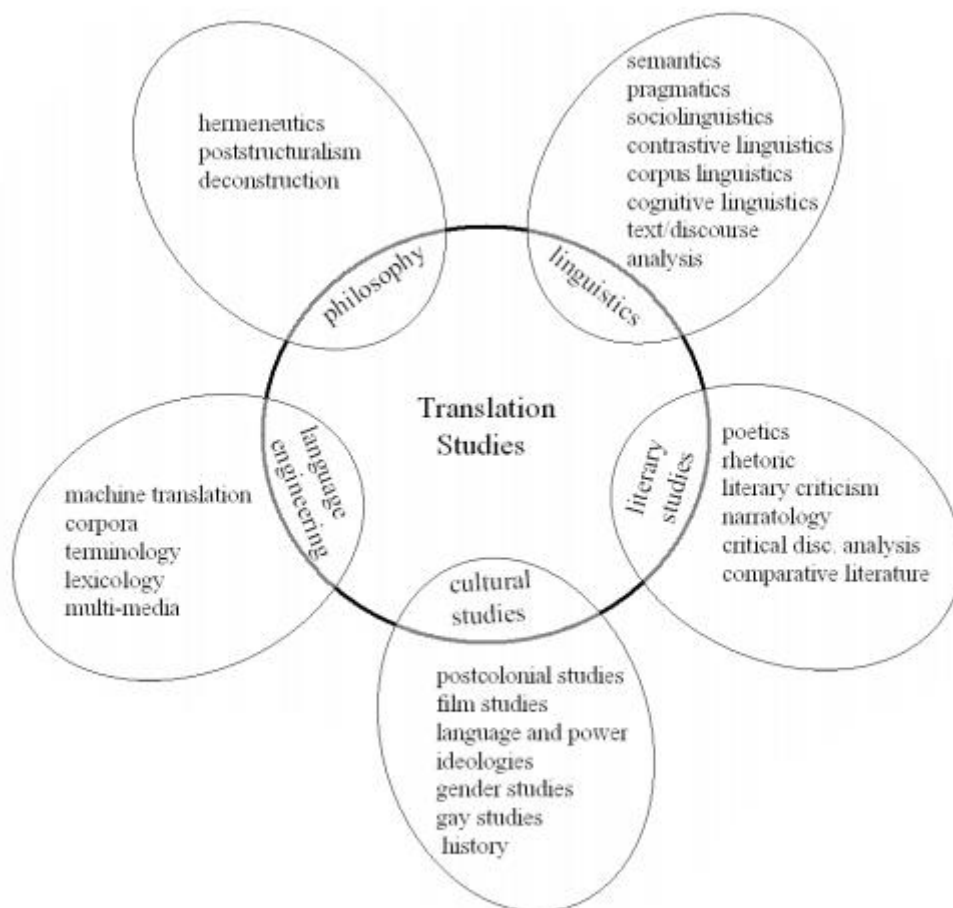 hermeneutics
poststructuralism
deconstruction
philosophy
semantics
pragmatics
sociolinguistics
contrastive linguistics
corpus linguistics
cognitive linguistics
text/discourse
analysis
linguistics
Translation
Studies
language
engineering
machine translation
corpora
terminology
lexicology
multi-media
literary
studies
poetics
rhetoric
literary criticism
narratology
critical disc. analysis
comparative literature
cultural
studies
postcolonial studies
film studies
language and power
ideologies
gender studies
gay studies
history